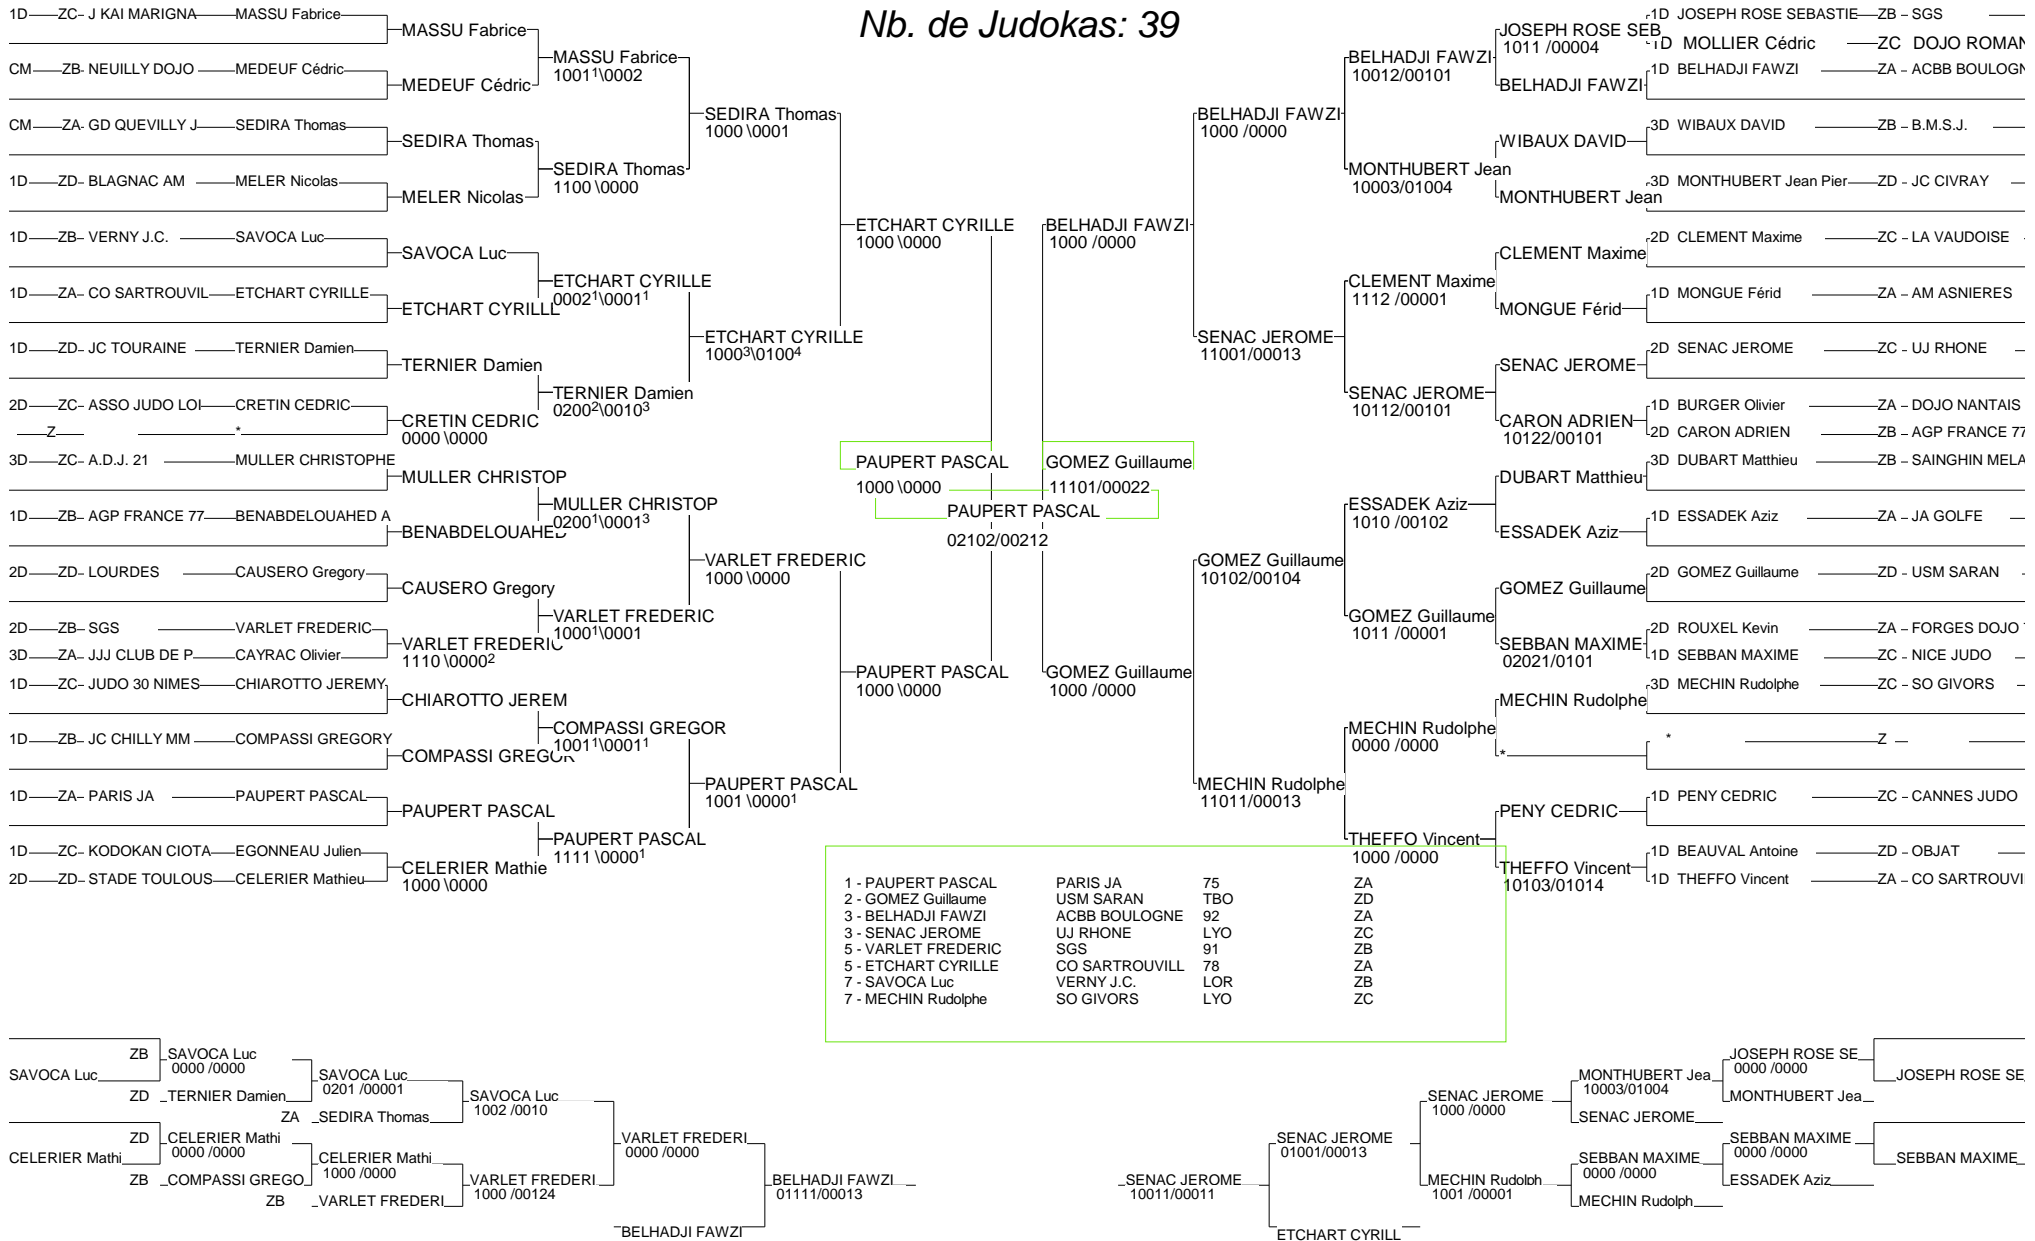 Nb. de Judokas: 39
1D ZC- J KAI MARIGNA MASSU Fabrice
CM ZB- NEUILLY DOJO MEDEUF Cédric
CM ZA- GD QUEVILLY J SEDIRA Thomas
1D ZD- BLAGNAC AM MELER Nicolas
1D ZB- VERNY J.C. SAVOCA Luc
1D ZA- CO SARTROUVIL ETCHART CYRILLE
1D ZD- JC TOURAINE TERNIER Damien
2D ZC- ASSO JUDO LOI CRETIN CEDRIC
Z *
3D ZC- A.D.J. 21 MULLER CHRISTOPHE
1D ZB- AGP FRANCE 77 BENABDELOUAHED A
2D ZD- LOURDES CAUSERO Gregory
2D ZB- SGS VARLET FREDERIC
3D ZA- JJJ CLUB DE P CAYRAC Olivier
1D ZC- JUDO 30 NIMES CHIAROTTO JEREMY
1D ZB- JC CHILLY MM COMPASSI GREGORY
1D ZA- PARIS JA PAUPERT PASCAL
1D ZC- KODOKAN CIOTA EGONNEAU Julien
2D ZD- STADE TOULOUS CELERIER Mathieu
MASSU Fabrice
MEDEUF Cédric
SEDIRA Thomas
MELER Nicolas
SAVOCA Luc
ETCHART CYRILLE
TERNIER Damien
CRETIN CEDRIC
0000 \0000
MULLER CHRISTOP
BENABDELOUAHED
CAUSERO Gregory
VARLET FREDERIC
1110 \0000²
CHIAROTTO JEREM
COMPASSI GREGOR
PAUPERT PASCAL
CELERIER Mathie
1000 \0000
MASSU Fabrice
1001¹\0002
SEDIRA Thomas
1100 \0000
ETCHART CYRILLE
0002¹\0001¹
TERNIER Damien
0200²\0010³
MULLER CHRISTOP
0200¹\0001³
VARLET FREDERIC
1000¹\0001
COMPASSI GREGOR
1001¹\0001¹
PAUPERT PASCAL
1111 \0000¹
SEDIRA Thomas
1000 \0001
ETCHART CYRILLE
1000³\0100⁴
VARLET FREDERIC
1000 \0000
PAUPERT PASCAL
1001 \0000¹
ETCHART CYRILLE
1000 \0000
PAUPERT PASCAL
1000 \0000
PAUPERT PASCAL
1000 \0000
GOMEZ Guillaume
11101/00022
PAUPERT PASCAL
02102/00212
BELHADJI FAWZI
1000 /0000
GOMEZ Guillaume
1000 /0000
BELHADJI FAWZI
1000 /0000
SENAC JEROME
11001/00013
GOMEZ Guillaume
10102/00104
MECHIN Rudolphe
11011/00013
BELHADJI FAWZI
10012/00101
MONTHUBERT Jean
10003/01004
CLEMENT Maxime
1112 /00001
SENAC JEROME
10112/00101
ESSADEK Aziz
1010 /00102
GOMEZ Guillaume
1011 /00001
MECHIN Rudolphe
0000 /0000
THEFFO Vincent
1000 /0000
JOSEPH ROSE SEB
1011 /00004
BELHADJI FAWZI
WIBAUX DAVID
MONTHUBERT Jean
CLEMENT Maxime
MONGUE Férid
SENAC JEROME
CARON ADRIEN
10122/00101
DUBART Matthieu
ESSADEK Aziz
GOMEZ Guillaume
SEBBAN MAXIME
02021/0101
MECHIN Rudolphe
*
PENY CEDRIC
THEFFO Vincent
10103/01014
1D JOSEPH ROSE SEBASTIE ZB - SGS
1D MOLLIER Cédric ZC DOJO ROMAN
1D BELHADJI FAWZI ZA - ACBB BOULOGN
3D WIBAUX DAVID ZB - B.M.S.J.
3D MONTHUBERT Jean Pier ZD - JC CIVRAY
2D CLEMENT Maxime ZC - LA VAUDOISE
1D MONGUE Férid ZA - AM ASNIERES
2D SENAC JEROME ZC - UJ RHONE
1D BURGER Olivier ZA - DOJO NANTAIS
2D CARON ADRIEN ZB - AGP FRANCE 77
3D DUBART Matthieu ZB - SAINGHIN MELA
1D ESSADEK Aziz ZA - JA GOLFE
2D GOMEZ Guillaume ZD - USM SARAN
2D ROUXEL Kevin ZA - FORGES DOJO
1D SEBBAN MAXIME ZC - NICE JUDO
3D MECHIN Rudolphe ZC - SO GIVORS
* Z -
1D PENY CEDRIC ZC - CANNES JUDO
1D BEAUVAL Antoine ZD - OBJAT
1D THEFFO Vincent ZA - CO SARTROUVI
1 - PAUPERT PASCAL PARIS JA 75 ZA
2 - GOMEZ Guillaume USM SARAN TBO ZD
3 - BELHADJI FAWZI ACBB BOULOGNE 92 ZA
3 - SENAC JEROME UJ RHONE LYO ZC
5 - VARLET FREDERIC SGS 91 ZB
5 - ETCHART CYRILLE CO SARTROUVILL 78 ZA
7 - SAVOCA Luc VERNY J.C. LOR ZB
7 - MECHIN Rudolphe SO GIVORS LYO ZC
SAVOCA Luc
CELERIER Mathi
ZB SAVOCA Luc
0000 /0000
ZD TERNIER Damien
ZD CELERIER Mathi
0000 /0000
ZB COMPASSI GREGO
SAVOCA Luc
0201 /00001
ZA SEDIRA Thomas
CELERIER Mathi
1000 /0000
ZB VARLET FREDERI
SAVOCA Luc
1002 /0010
VARLET FREDERI
1000 /00124
VARLET FREDERI
0000 /0000
BELHADJI FAWZI
BELHADJI FAWZI
01111/00013
SENAC JEROME
10011/00011
SENAC JEROME
01001/00013
ETCHART CYRILL
SENAC JEROME
1000 /0000
MECHIN Rudolph
1001 /00001
MONTHUBERT Jea
10003/01004
SENAC JEROME
SEBBAN MAXIME
0000 /0000
MECHIN Rudolph
JOSEPH ROSE SE
0000 /0000
MONTHUBERT Jea
SEBBAN MAXIME
0000 /0000
ESSADEK Aziz
JOSEPH ROSE SE
SEBBAN MAXIME